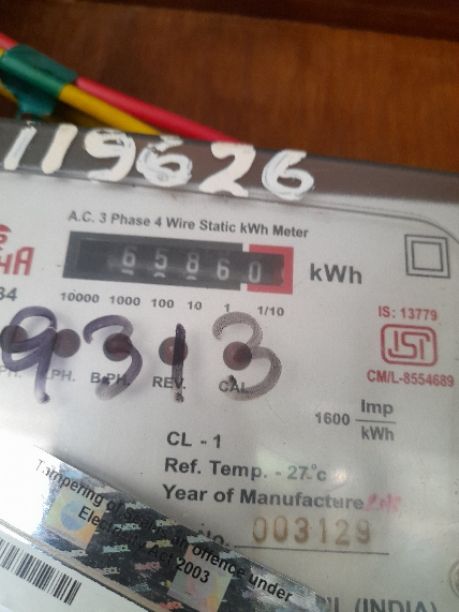 119626
A.C. 3 Phase 4 Wire Static kWh Meter
65860
kWh
10000 1000 100 10 1 1/10
IS: 13779
ISI
CM/L-8554689
9313
B.PH. REV. CAL
1600 Imp
kWh
CL - 1
Ref. Temp. - 27°c
Year of Manufacture
003129
Tampering of
offence under
Electricity Act 2003
(INDIA)